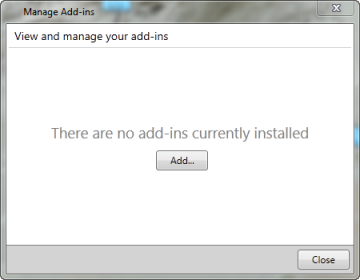 Manage Add-ins
View and manage your add-ins
There are no add-ins currently installed
Add...
Close